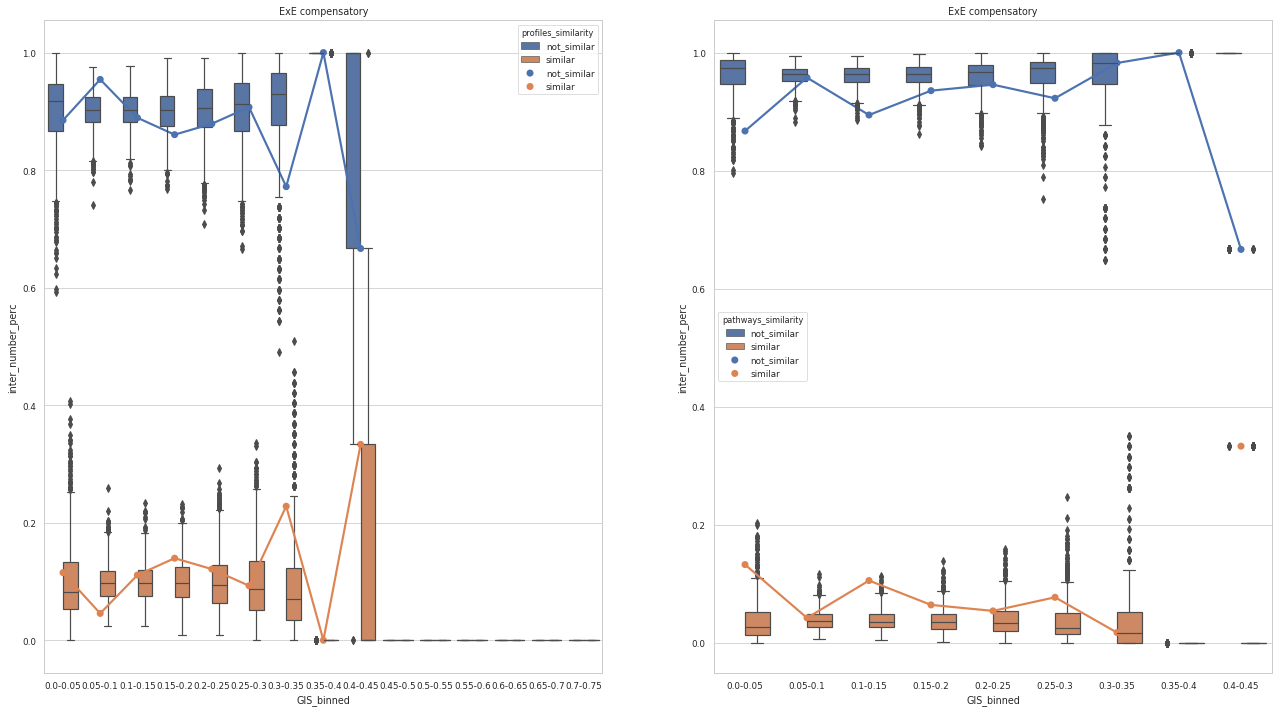 ExE compensatory
profiles_similarity
not_similar
similar
not_similar
similar
1.0
0.8
0.6
0.4
0.2
0.0
inter_number_perc
0.0-0.05 0.05-0.1 0.1-0.15 0.15-0.2 0.2-0.25 0.25-0.3 0.3-0.35 0.35-0.4 0.4-0.45 0.45-0.5 0.5-0.55 0.55-0.6 0.6-0.65 0.65-0.7 0.7-0.75
GIS_binned
ExE compensatory
1.0
0.8
0.6
0.4
0.2
0.0
inter_number_perc
pathways_similarity
not_similar
similar
not_similar
similar
0.0-0.05 0.05-0.1 0.1-0.15 0.15-0.2 0.2-0.25 0.25-0.3 0.3-0.35 0.35-0.4 0.4-0.45
GIS_binned